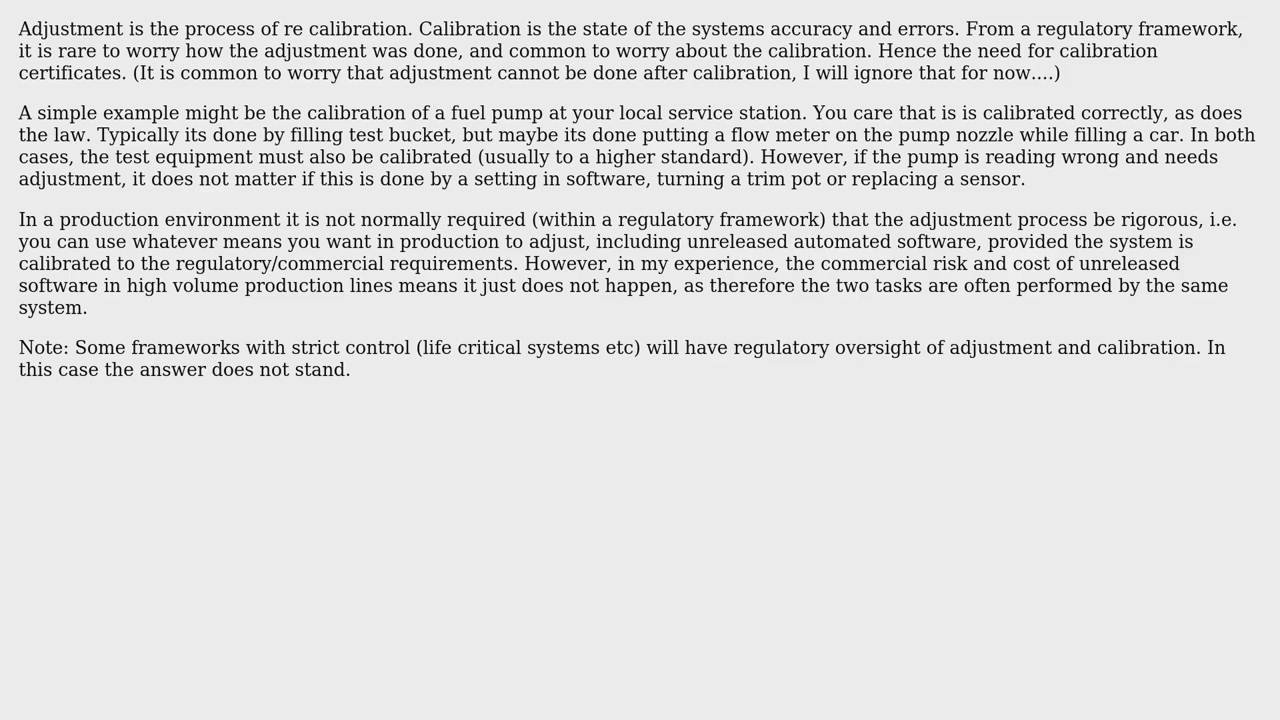 Adjustment is the process of re calibration. Calibration is the state of the systems accuracy and errors. From a regulatory framework,
it is rare to worry how the adjustment was done, and common to worry about the calibration. Hence the need for calibration
certificates. (It is common to worry that adjustment cannot be done after calibration, I will ignore that for now....)
A simple example might be the calibration of a fuel pump at your local service station. You care that is is calibrated correctly, as does
the law. Typically its done by filling test bucket, but maybe its done putting a flow meter on the pump nozzle while filling a car. In both
cases, the test equipment must also be calibrated (usually to a higher standard). However, if the pump is reading wrong and needs
adjustment, it does not matter if this is done by a setting in software, turning a trim pot or replacing a sensor.
In a production environment it is not normally required (within a regulatory framework) that the adjustment process be rigorous, i.e.
you can use whatever means you want in production to adjust, including unreleased automated software, provided the system is
calibrated to the regulatory/commercial requirements. However, in my experience, the commercial risk and cost of unreleased
software in high volume production lines means it just does not happen, as therefore the two tasks are often performed by the same
system.
Note: Some frameworks with strict control (life critical systems etc) will have regulatory oversight of adjustment and calibration. In
this case the answer does not stand.